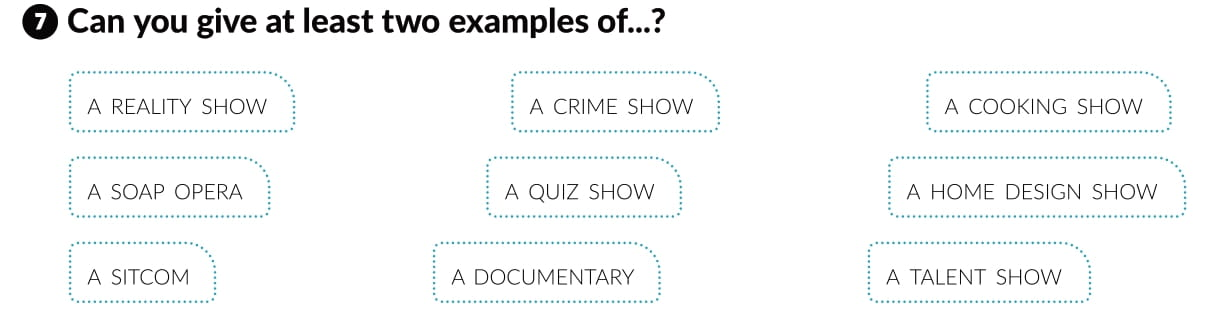 7 Can you give at least two examples of...?
A REALITY SHOW
A CRIME SHOW
A COOKING SHOW
A SOAP OPERA
A QUIZ SHOW
A HOME DESIGN SHOW
A SITCOM
A DOCUMENTARY
A TALENT SHOW